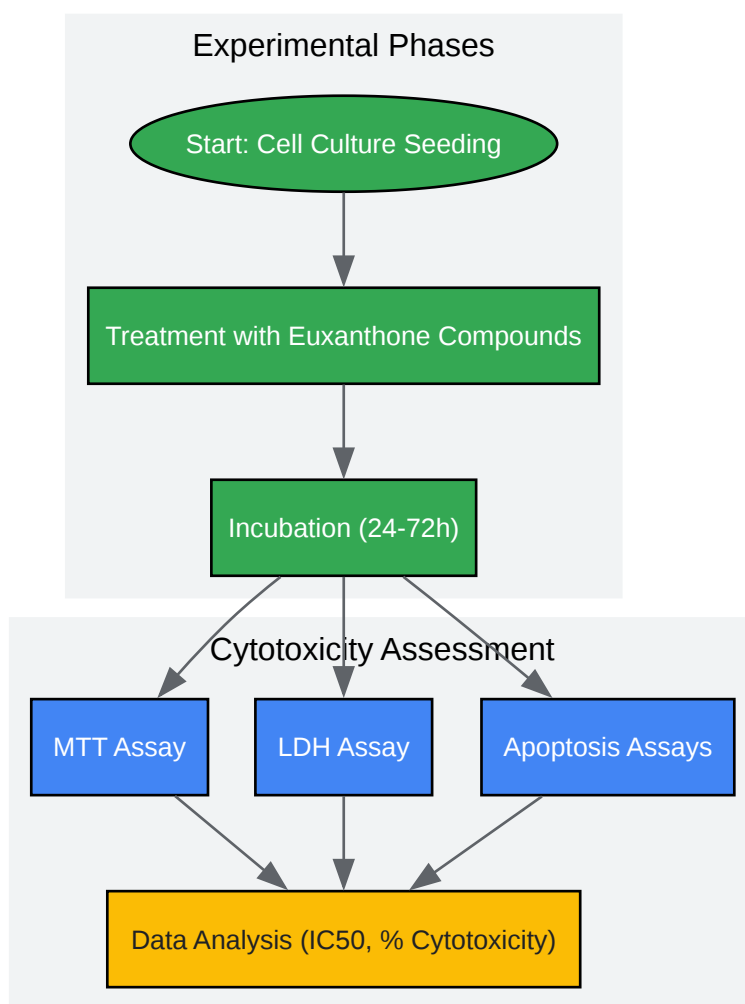 Experimental Phases
Start: Cell Culture Seeding
Treatment with Euxanthone Compounds
Incubation (24-72h)
Cytotoxicity Assessment
MTT Assay
LDH Assay
Apoptosis Assays
Data Analysis (IC50, % Cytotoxicity)